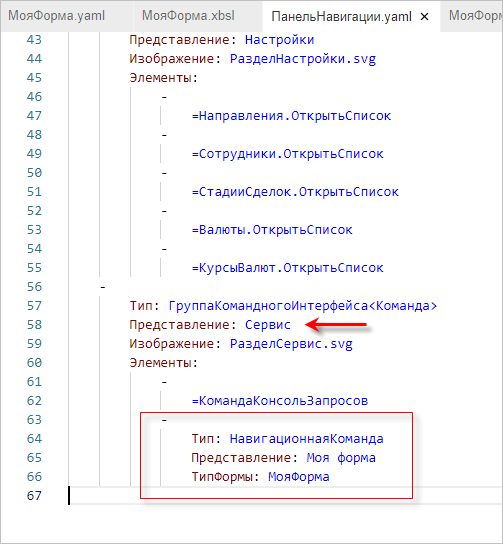 МояФорма.yaml МояФорма.xbsl ПанельНавигации.yaml × МояФорм
43 Представление: Настройки
44 Изображение: РазделНастройки.svg
45 Элементы:
46 -
47 =Направления.ОткрытьСписок
48 -
49 =Сотрудники.ОткрытьСписок
50 -
51 =СтадииСделок.ОткрытьСписок
52 -
53 =Валюты.ОткрытьСписок
54 -
55 =КурсыВалют.ОткрытьСписок
56 -
57 Тип: ГруппаКомандногоИнтерфейса<Команда>
58 Представление: Сервис
59 Изображение: РазделСервис.svg
60 Элементы:
61 -
62 =КомандаКонсольЗапросов
63 -
64 Тип: НавигационнаяКоманда
65 Представление: Моя форма
66 ТипФормы: МояФорма
67